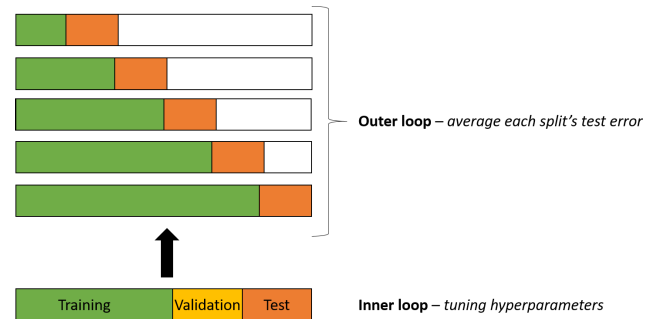 Outer loop – average each split's test error
Training Validation Test
Inner loop – tuning hyperparameters